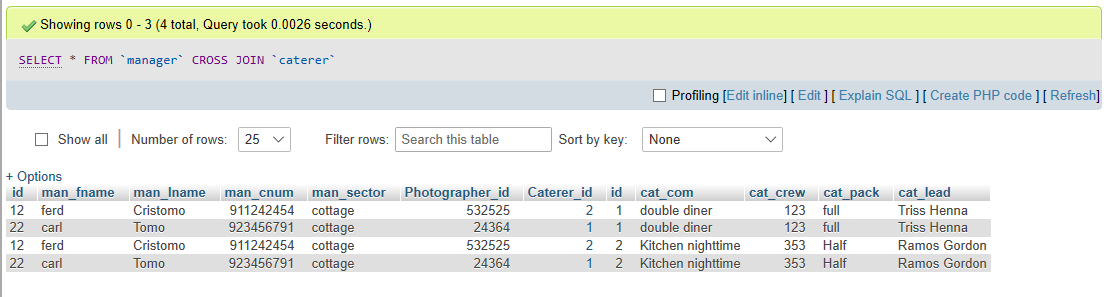 Showing rows 0 - 3 (4 total, Query took 0.0026 seconds.)
SELECT * FROM `manager` CROSS JOIN `caterer`
Profiling [Edit inline] [ Edit ] [ Explain SQL ] [ Create PHP code ] [ Refresh]
Show all | Number of rows: 25 Filter rows: Search this table Sort by key: None
+ Options
id man_fname man_lname man_cnum man_sector Photographer_id Caterer_id id cat_com cat_crew cat_pack cat_lead
12 ferd Cristomo 911242454 cottage 532525 2 1 double diner 123 full Triss Henna
22 carl Tomo 923456791 cottage 24364 1 1 double diner 123 full Triss Henna
12 ferd Cristomo 911242454 cottage 532525 2 2 Kitchen nighttime 353 Half Ramos Gordon
22 carl Tomo 923456791 cottage 24364 1 2 Kitchen nighttime 353 Half Ramos Gordon